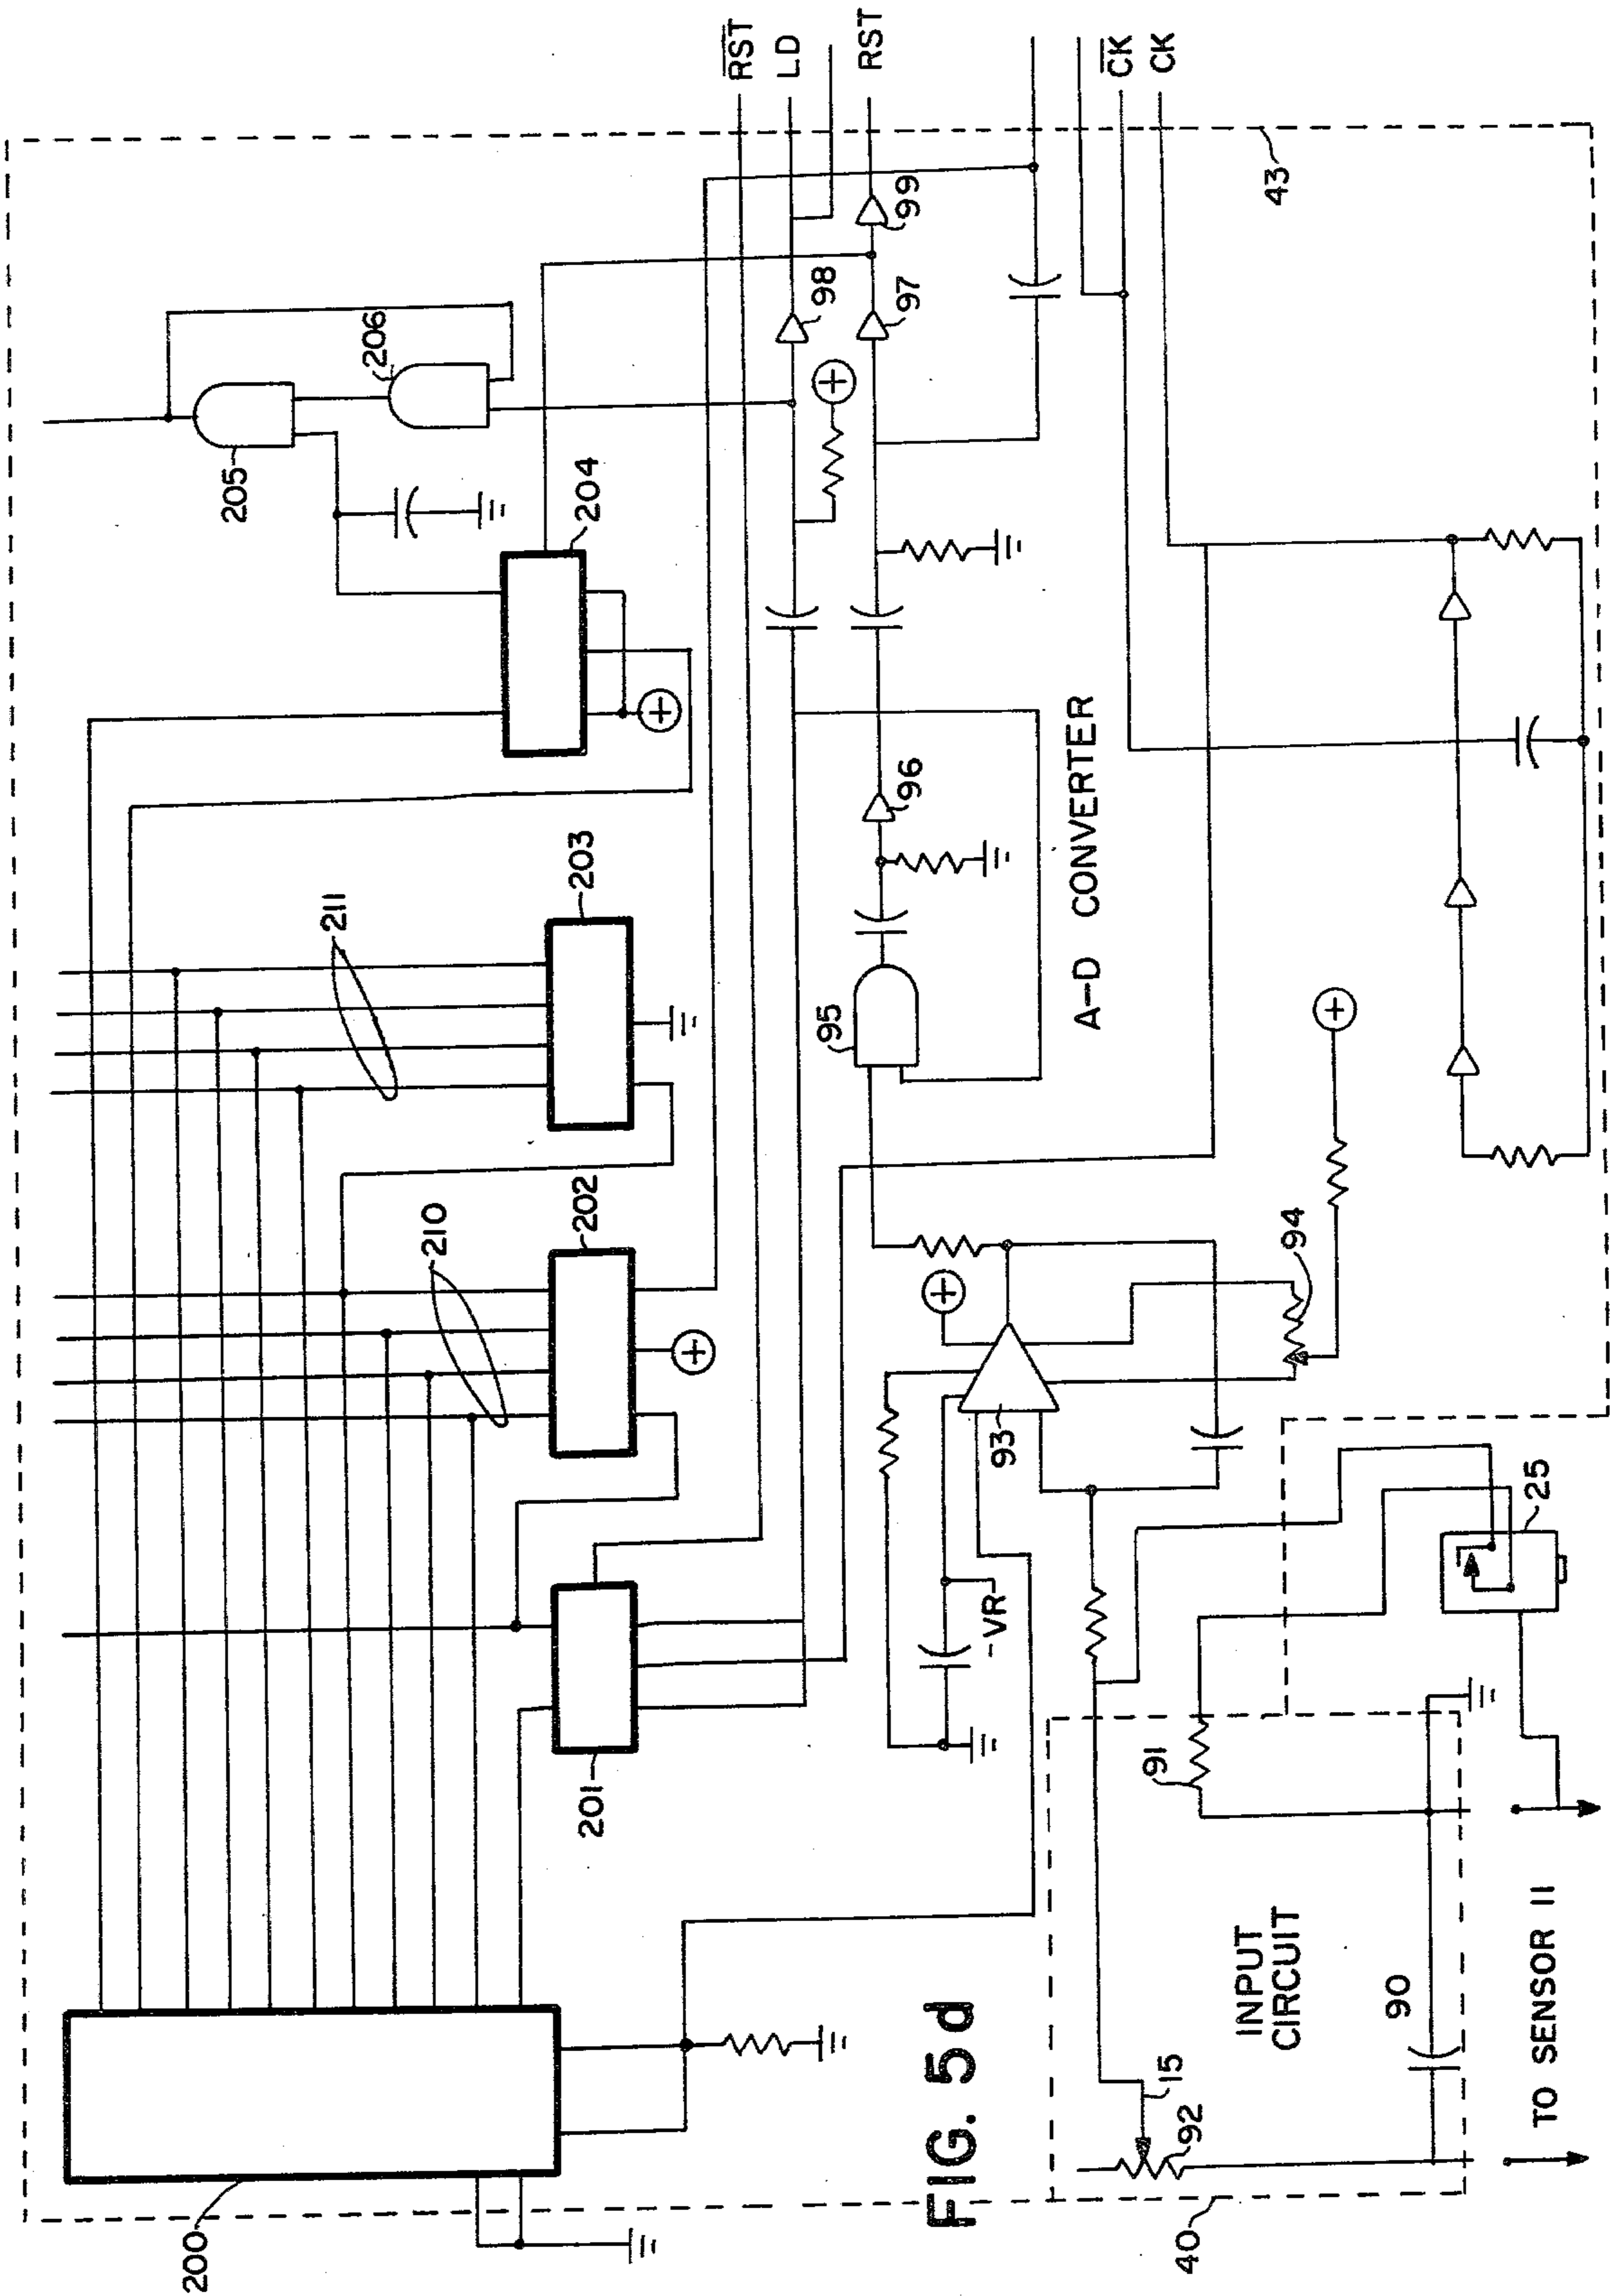 FIG. 5d
200
201
202
203
204
205
206
210
211
RST
LD
RST
CK
CK
98
99
97
96
95
93
94
-VR-
+
+
+
+
+
A-D CONVERTER
43
INPUT
CIRCUIT
91
90
92
15
25
40
TO SENSOR 11